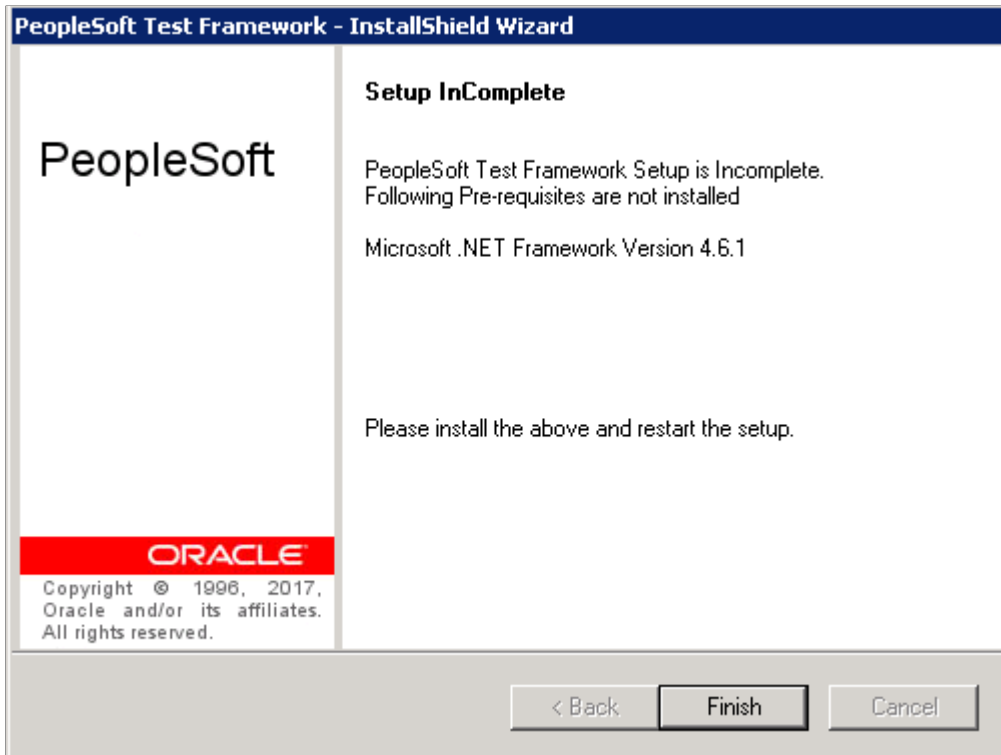 PeopleSoft Test Framework - InstallShield Wizard
PeopleSoft
Setup InComplete
PeopleSoft Test Framework Setup is Incomplete.
Following Pre-requisites are not installed
Microsoft .NET Framework Version 4.6.1
Please install the above and restart the setup.
ORACLE
Copyright © 1996, 2017,
Oracle and/or its affiliates.
All rights reserved.
< Back
Finish
Cancel